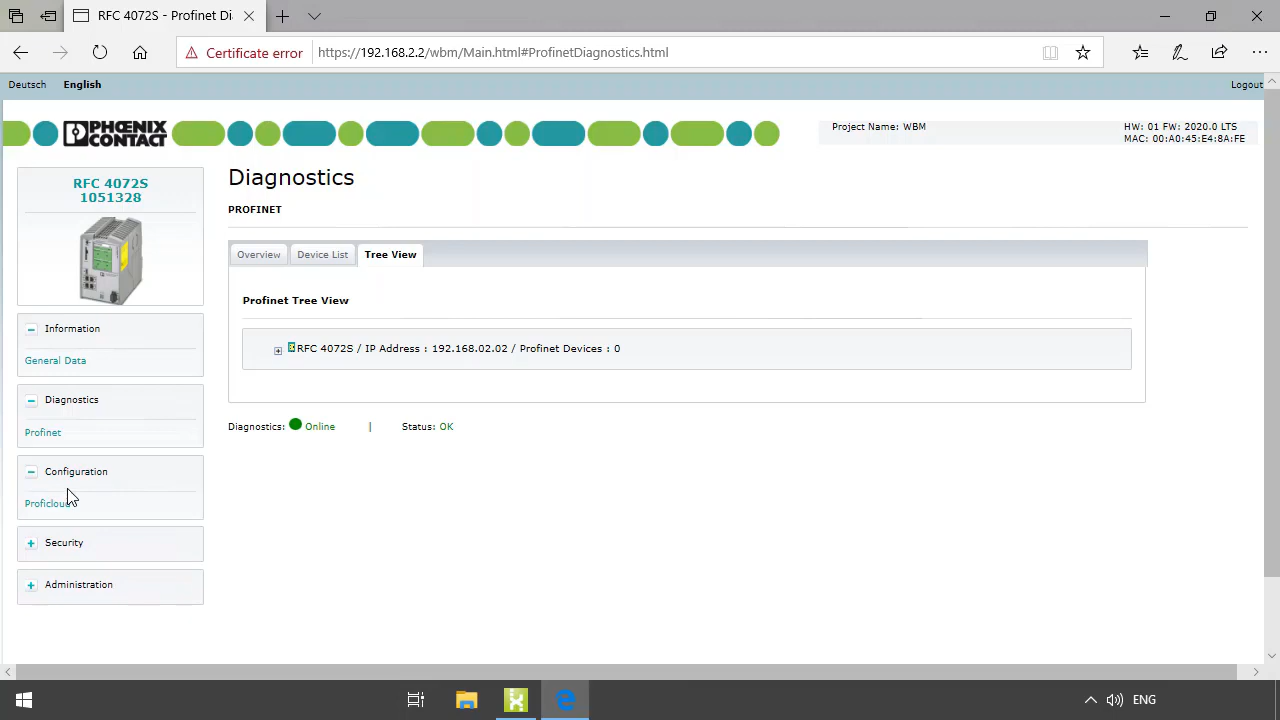 RFC 4072S - Profinet Di
Certificate error
https://192.168.2.2/wbm/Main.html#ProfinetDiagnostics.html
Deutsch
English
Logout
PHŒNIX
CONTACT
Project Name: WBM
HW: 01 FW: 2020.0 LTS
MAC: 00:A0:45:E4:8A:FE
RFC 4072S
1051328
Information
General Data
Diagnostics
Profinet
Configuration
Proficloud
Security
Administration
Diagnostics
PROFINET
Overview
Device List
Tree View
Profinet Tree View
RFC 4072S / IP Address : 192.168.02.02 / Profinet Devices : 0
Diagnostics: Online | Status: OK
ENG